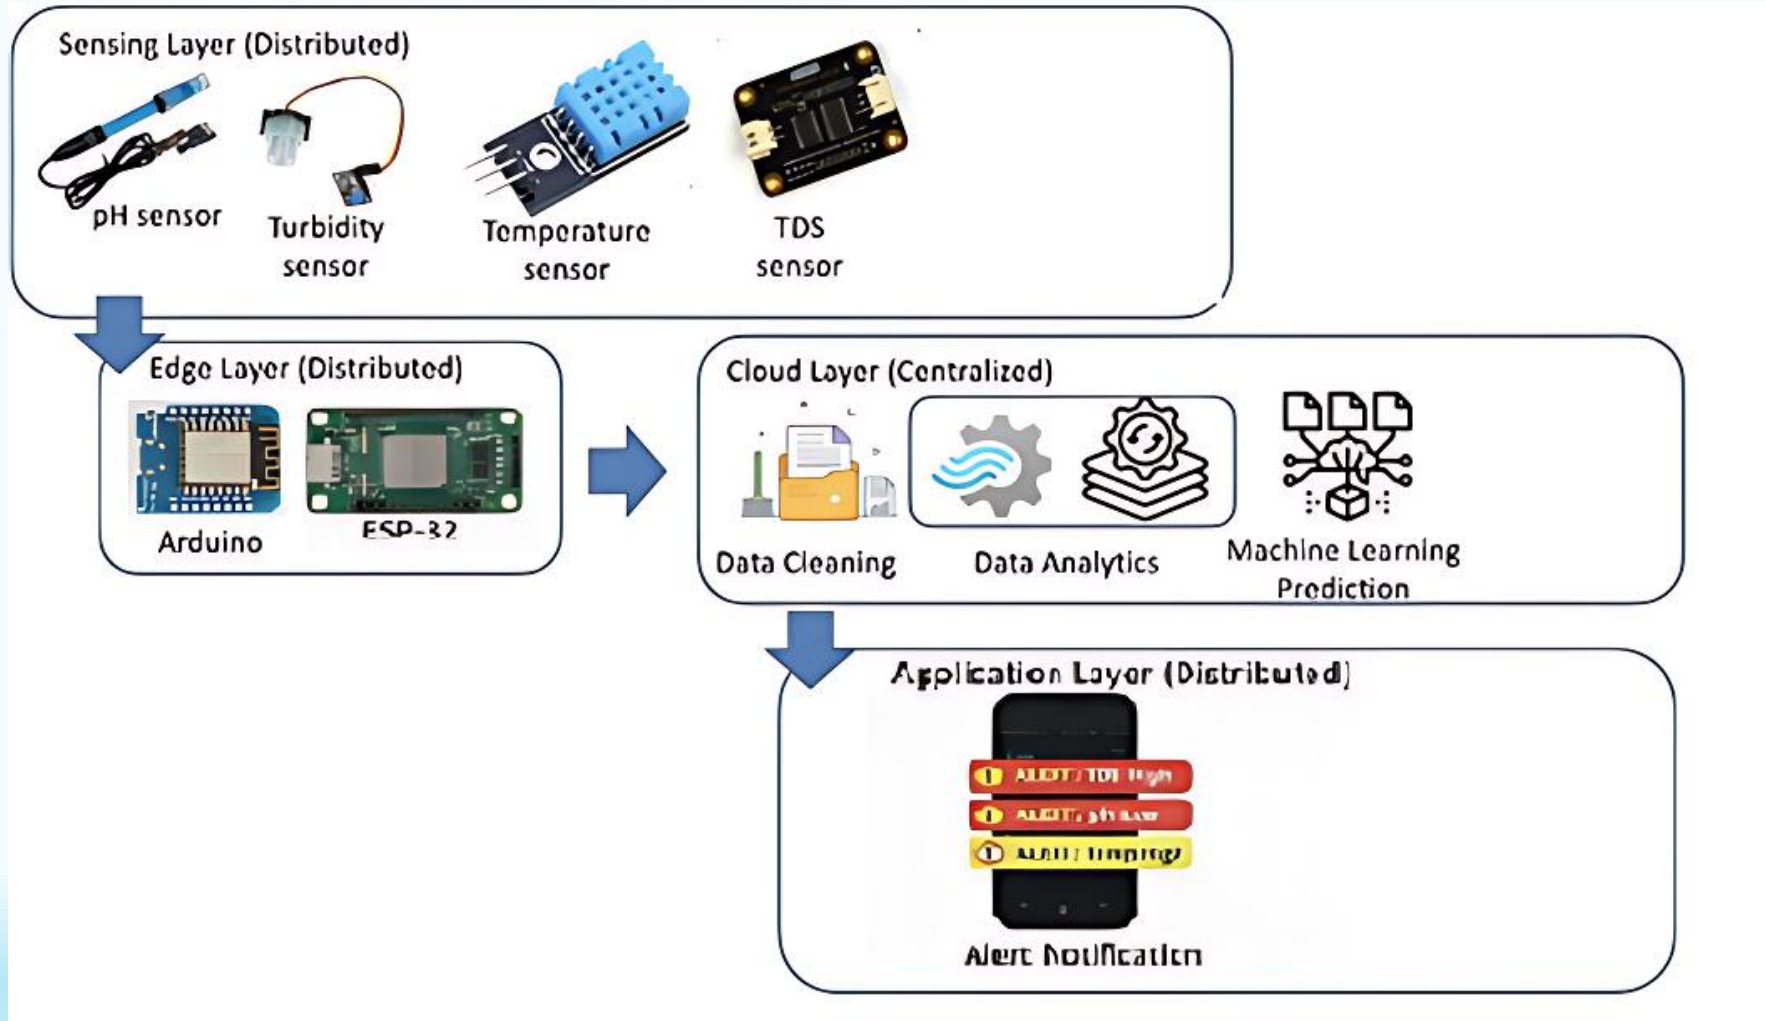 Sensing Layer (Distributed)
pH sensor
Turbidity
sensor
Temperature
sensor
TDS
sensor
Edge Layer (Distributed)
Arduino
ESP-32
Cloud Layer (Centralized)
Data Cleaning
Data Analytics
Machine Learning
Prediction
Application Layer (Distributed)
Alert Notification